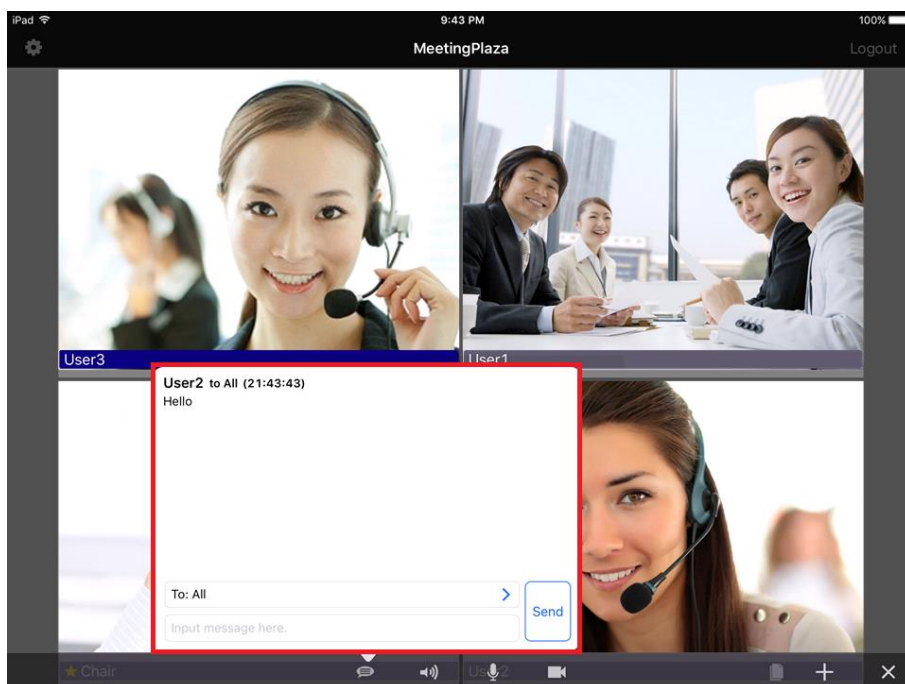 iPad 9:43 PM 100%
MeetingPlaza Logout
User3 User1
User2 to All (21:43:43)
Hello
To: All
Send
Input message here.
★Chair User2